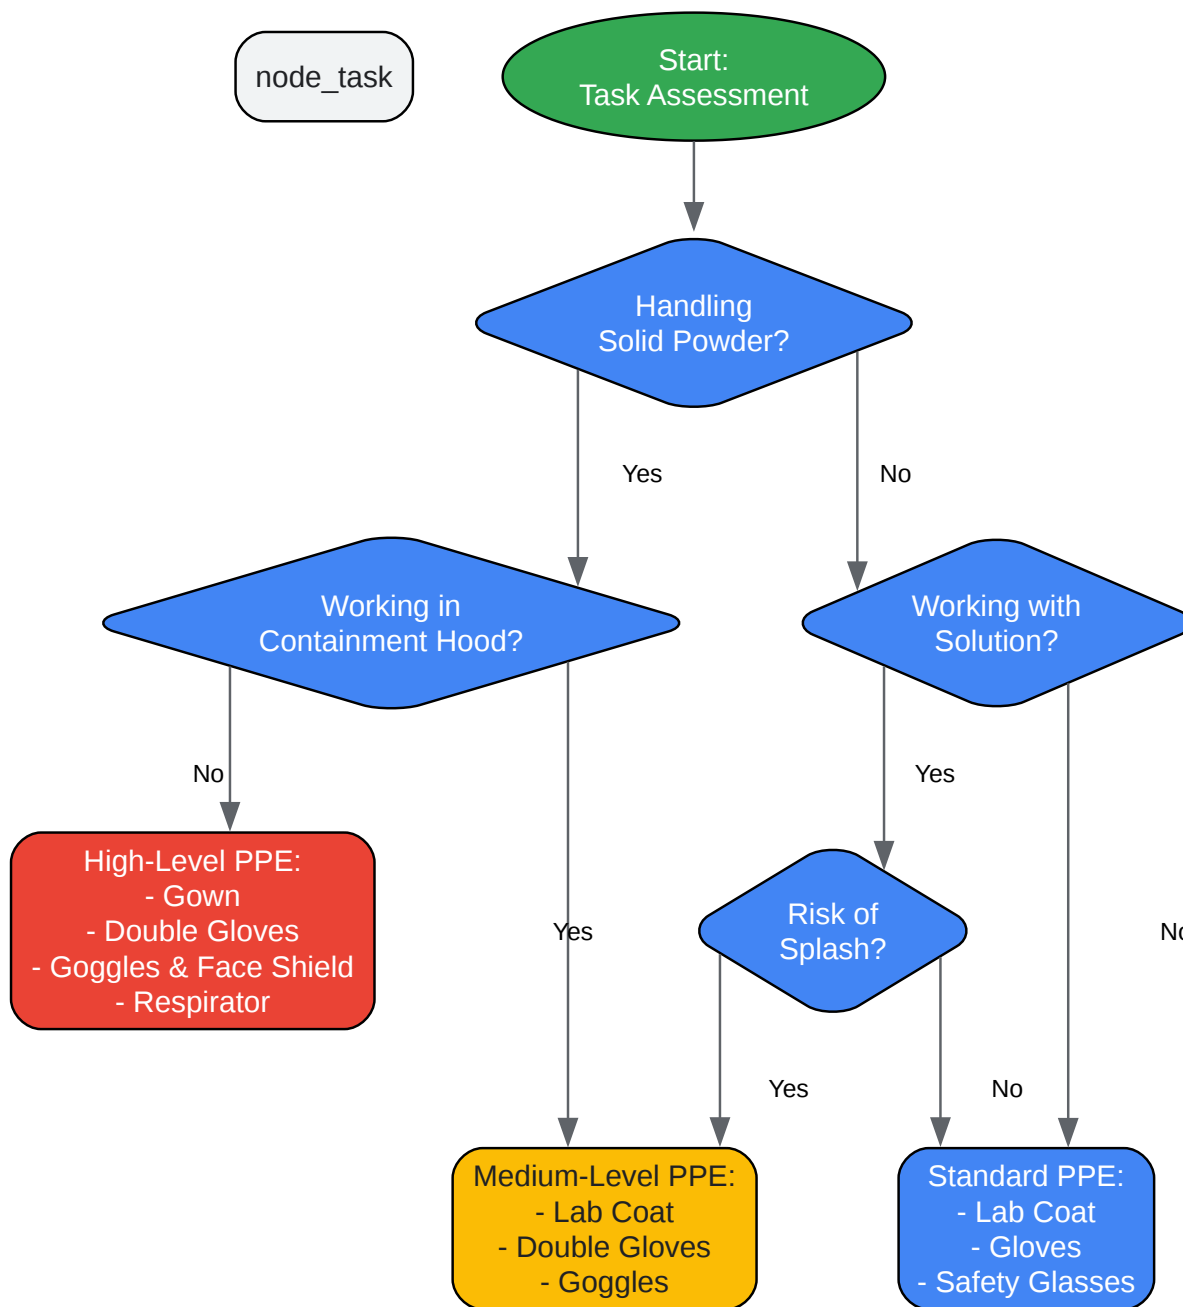 node_task
Start:
Task Assessment
Handling
Solid Powder?
Yes
No
Working in
Containment Hood?
Working with
Solution?
No
Yes
High-Level PPE:
- Gown
- Double Gloves
- Goggles & Face Shield
- Respirator
Yes
Risk of
Splash?
No
Yes
No
Medium-Level PPE:
- Lab Coat
- Double Gloves
- Goggles
Standard PPE:
- Lab Coat
- Gloves
- Safety Glasses